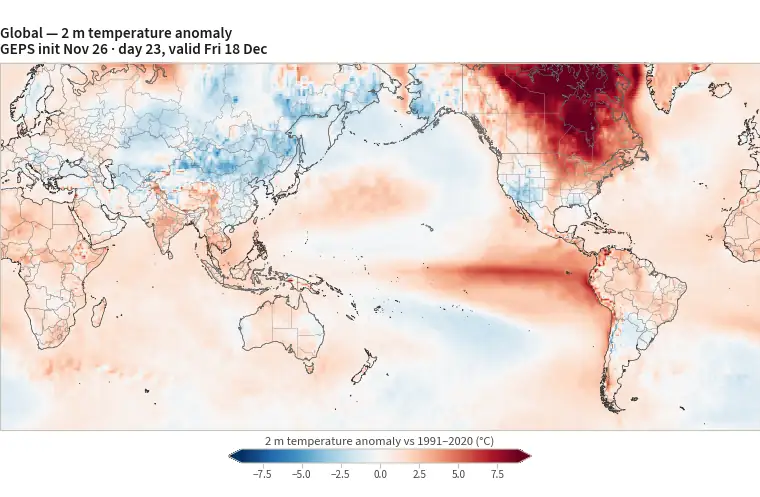 Global — 2 m temperature anomaly
GEPS init Nov 26 · day 23, valid Fri 18 Dec
2 m temperature anomaly vs 1991–2020 (°C)
−7.5 −5.0 −2.5 0.0 2.5 5.0 7.5